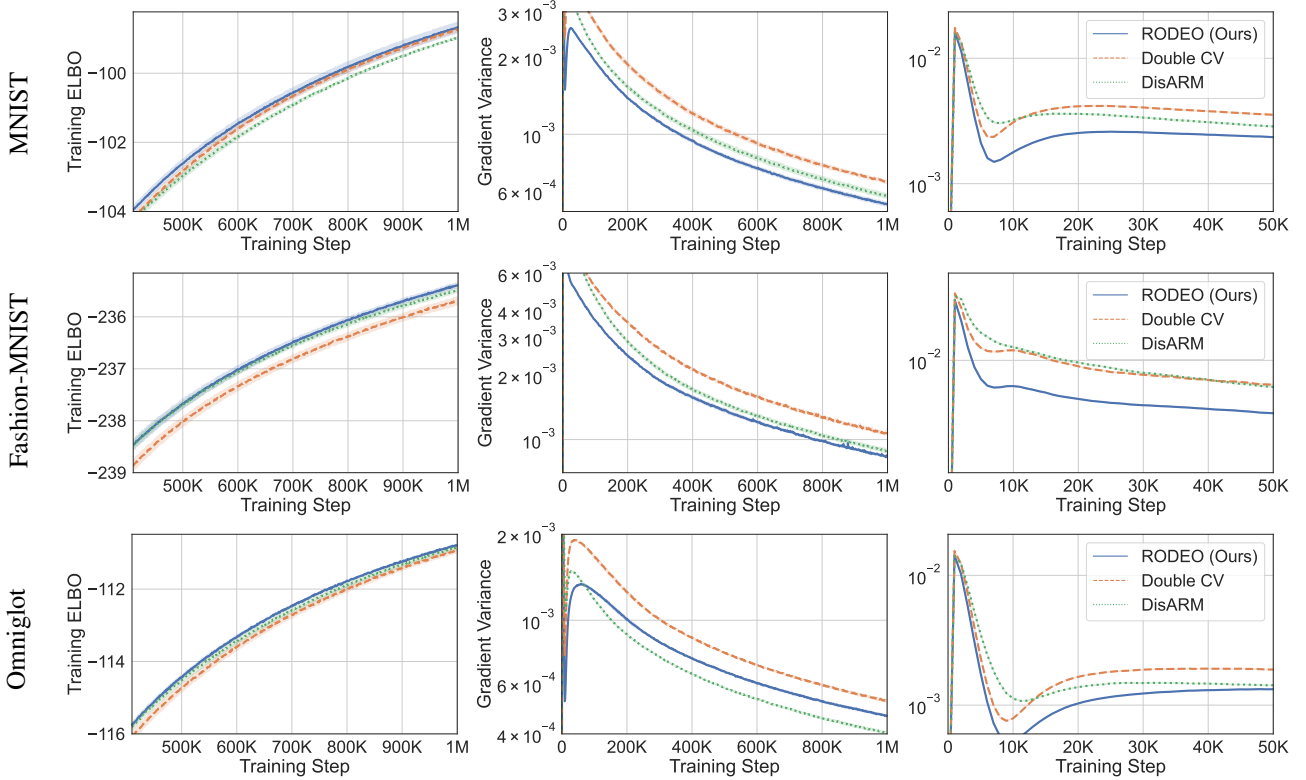 MNIST
Training ELBO
−100
−102
−104
500K 600K 700K 800K 900K 1M
Training Step
Gradient Variance
3 × 10⁻³
10⁻³
6 × 10⁻⁴
0 200K 400K 600K 800K 1M
Training Step
10⁻²
10⁻³
RODEO (Ours)
Double CV
DisARM
0 10K 20K 30K 40K 50K
Training Step
Fashion-MNIST
Training ELBO
−236
−237
−238
−239
500K 600K 700K 800K 900K 1M
Training Step
Gradient Variance
6 × 10⁻³
4 × 10⁻³
3 × 10⁻³
2 × 10⁻³
10⁻³
0 200K 400K 600K 800K 1M
Training Step
10⁻²
RODEO (Ours)
Double CV
DisARM
0 10K 20K 30K 40K 50K
Training Step
Omniglot
Training ELBO
−112
−114
−116
500K 600K 700K 800K 900K 1M
Training Step
Gradient Variance
2 × 10⁻³
10⁻³
6 × 10⁻⁴
4 × 10⁻⁴
0 200K 400K 600K 800K 1M
Training Step
10⁻²
10⁻³
RODEO (Ours)
Double CV
DisARM
0 10K 20K 30K 40K 50K
Training Step